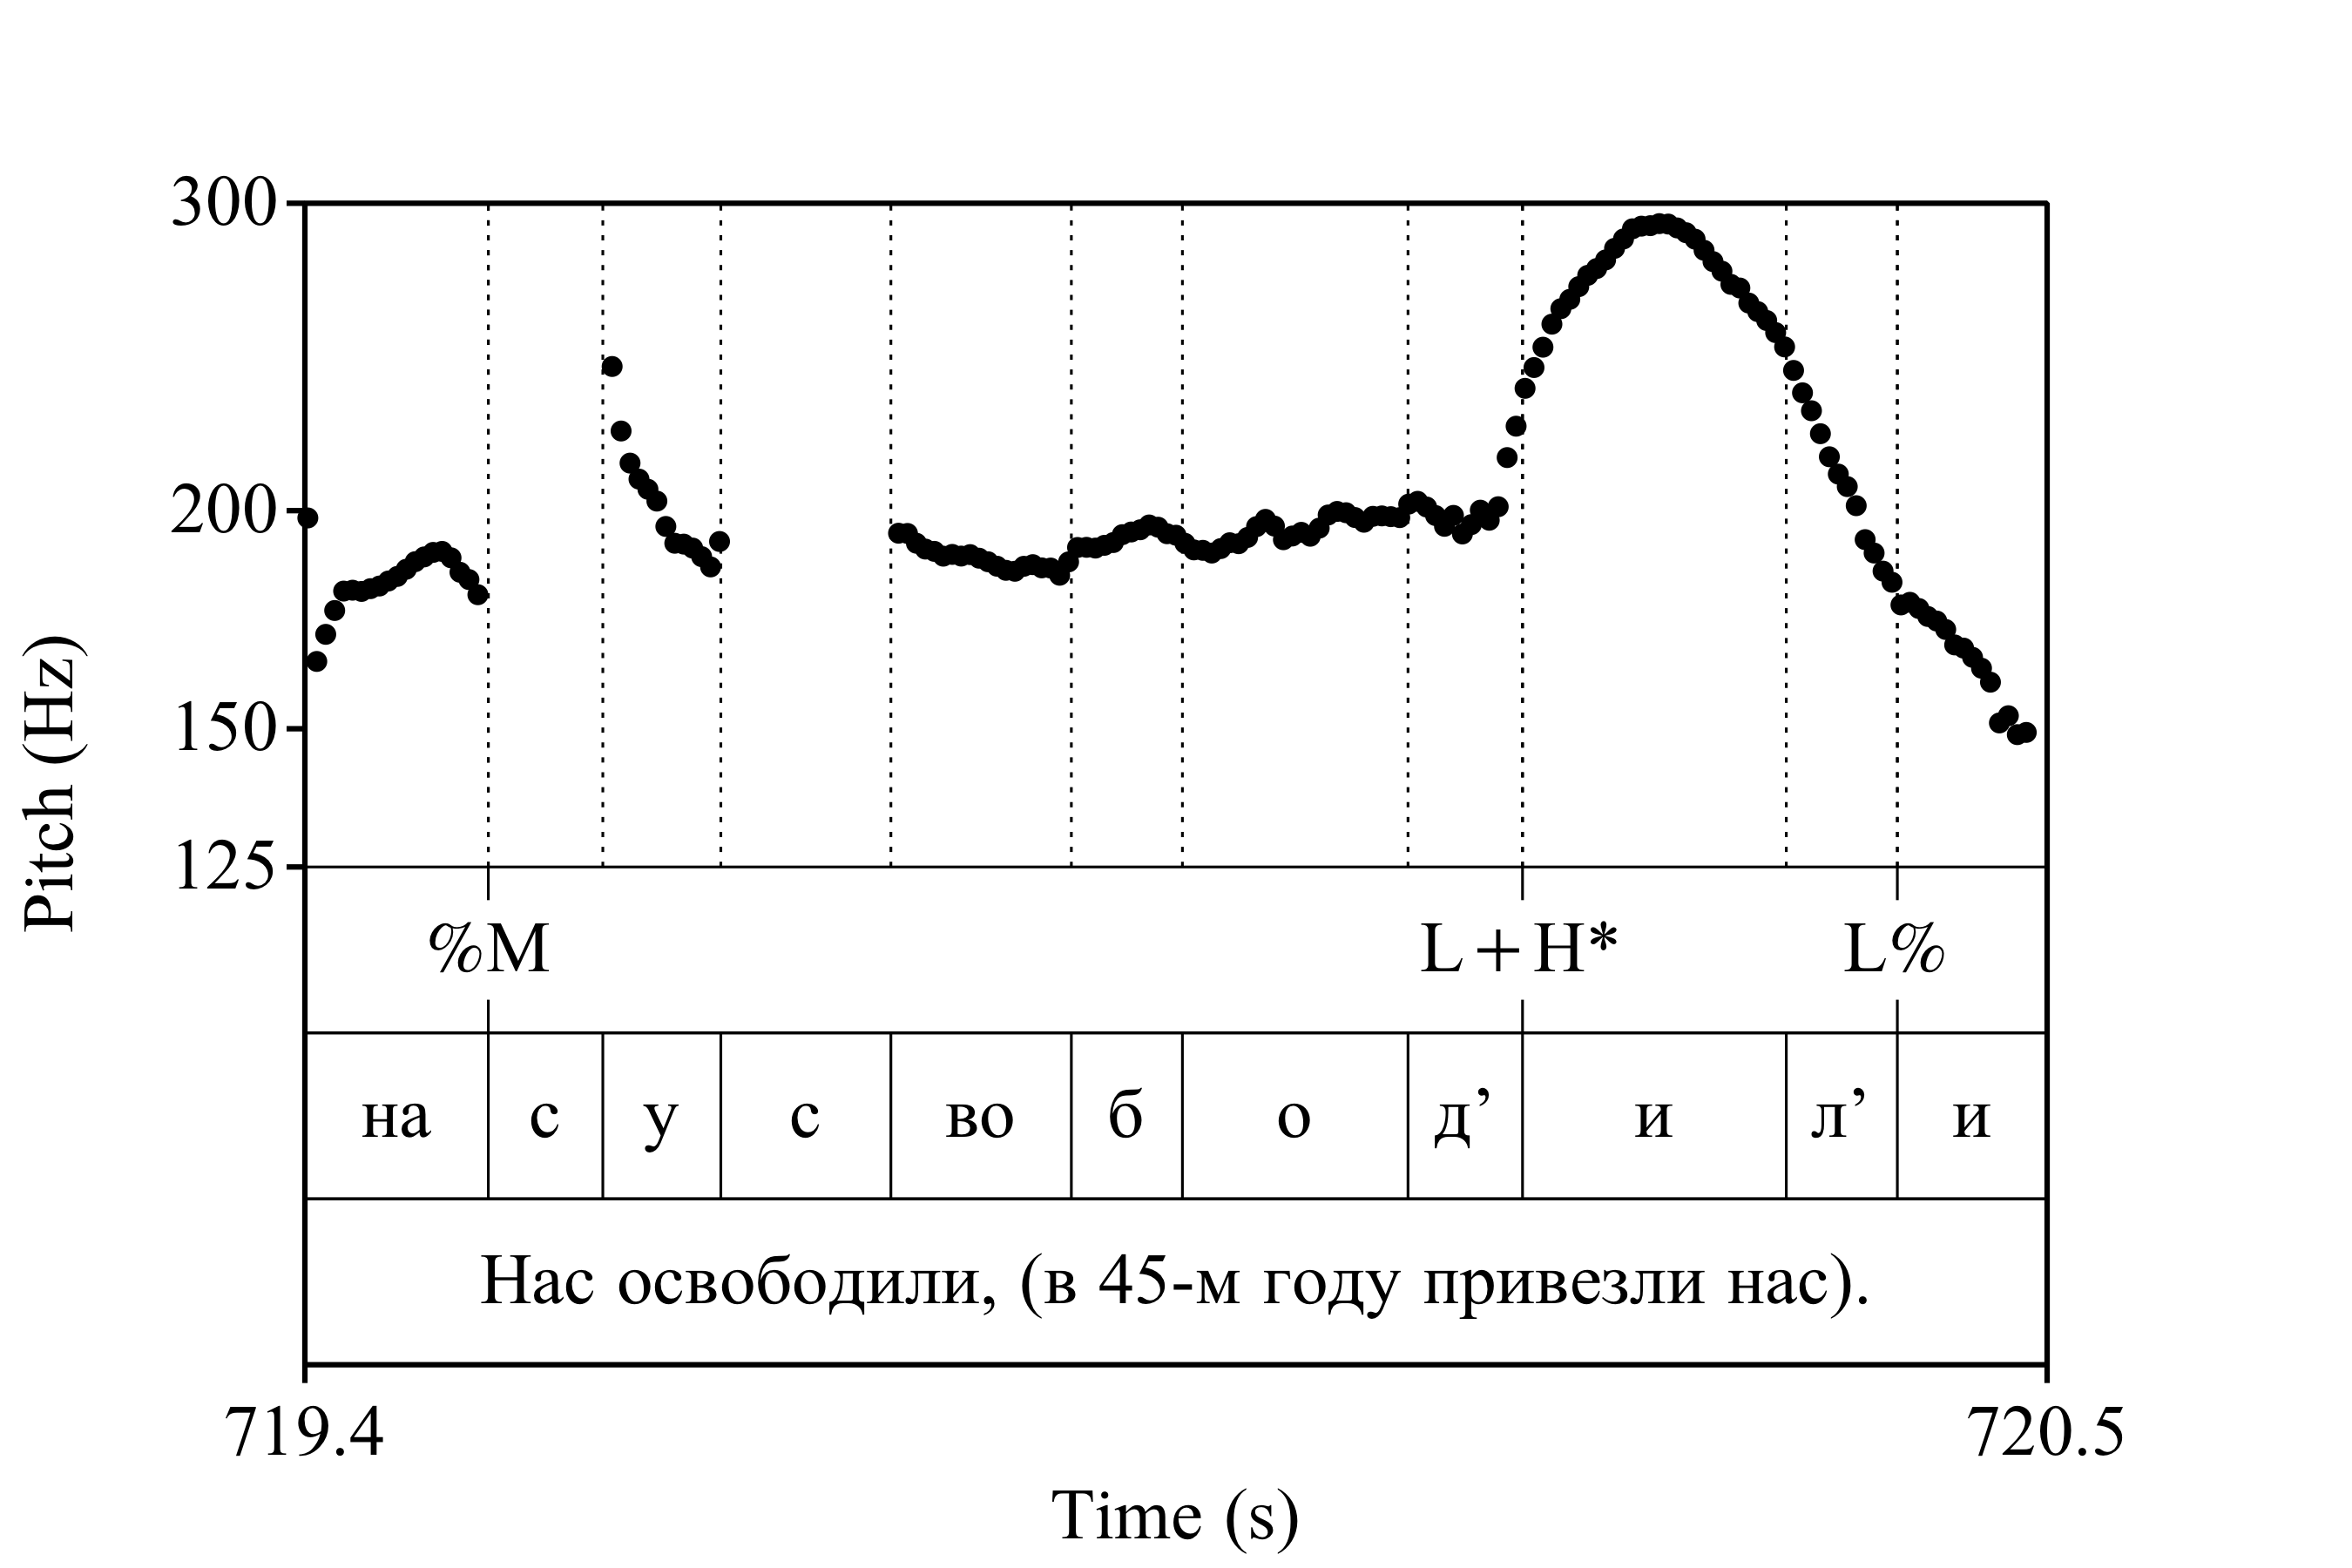 300
200
150
125
Pitch (Hz)
%M L+H* L%
на с у с во б о д’ и л’ и
Нас освободили, (в 45-м году привезли нас).
719.4 720.5
Time (s)